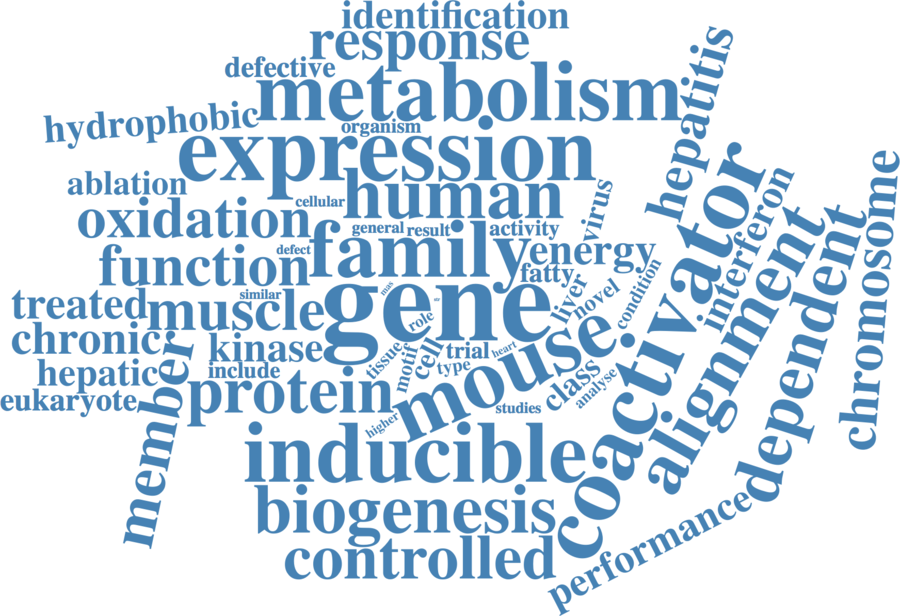 identification
response
defective
metabolism
hepatitis
hydrophobic
organism
expression
ablation
cellular
human
virus
coactivator
interferon
chromosome
oxidation
general
result
activity
defect
family
energy
function
fatty
alignment
dependent
treated
similar
mas
muscle
gene
liver
novel
condition
role
chronic
kinase
tissue
motif
cell
trial
heart
mouse
hepatic
include
type
class
analyse
eukaryote
member
protein
higher
studies
inducible
biogenesis
performance
controlled